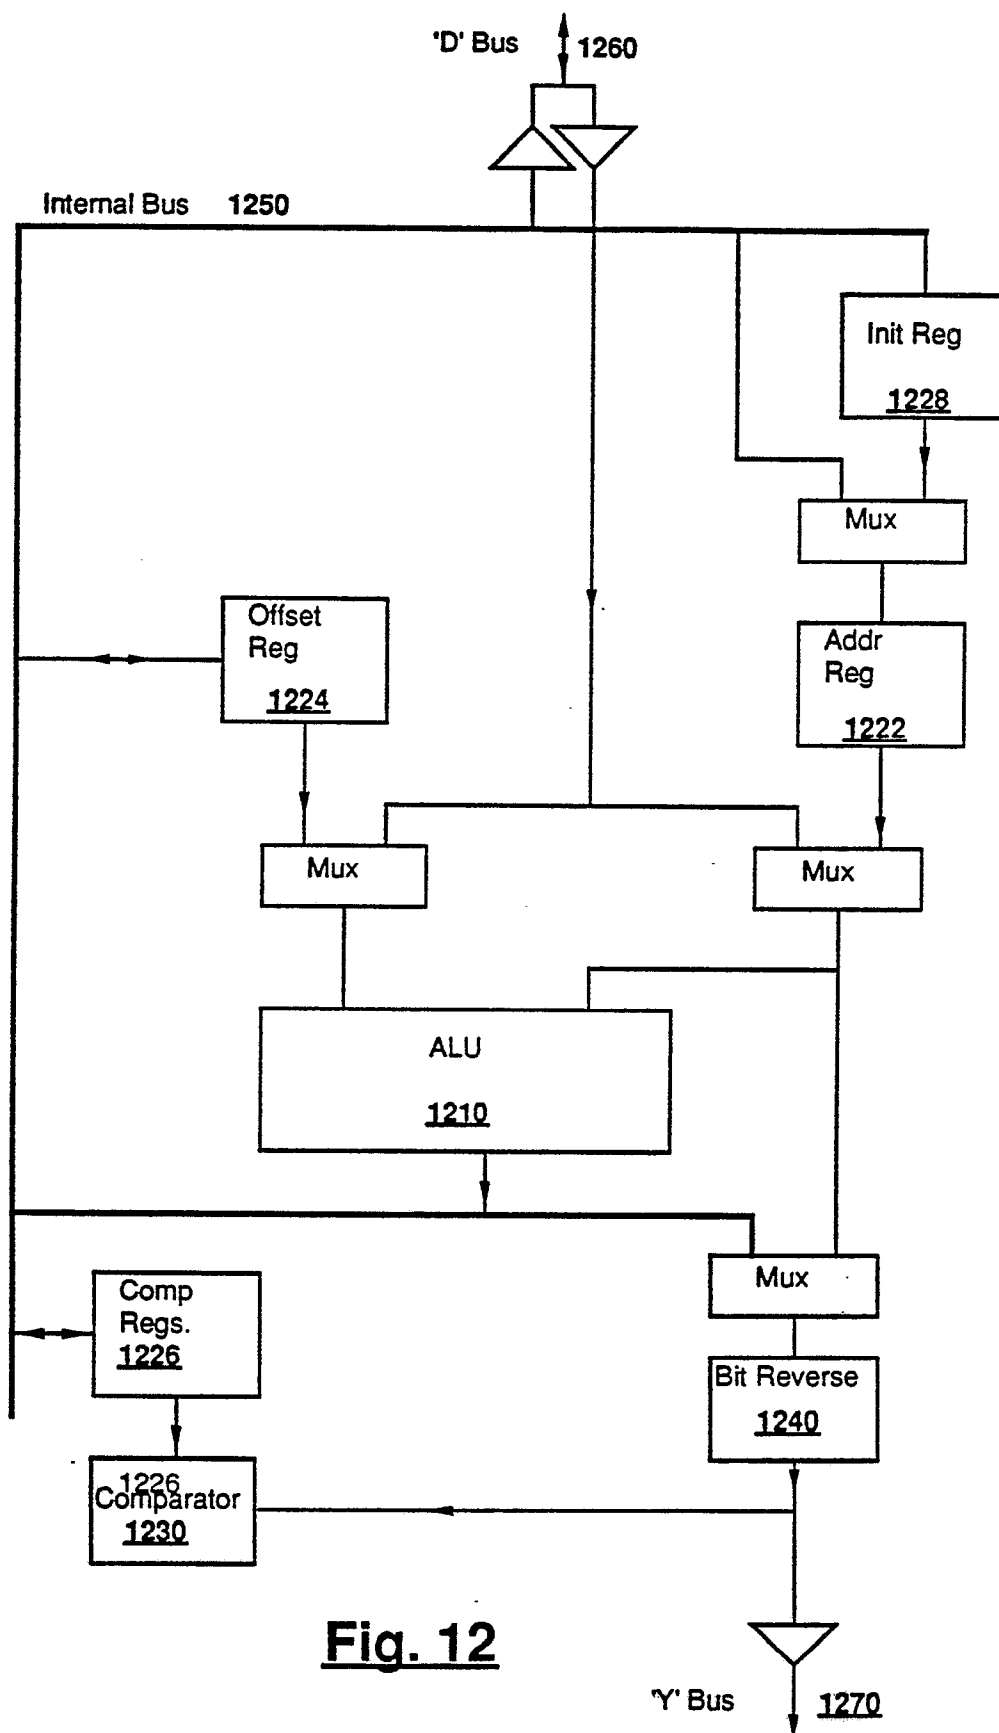 'D' Bus 1260
Internal Bus 1250
Init Reg
1228
Mux
Offset
Reg
1224
Addr
Reg
1222
Mux
Mux
ALU
1210
Mux
Comp
Regs.
1226
Bit Reverse
1240
1226
Comparator
1230
Fig. 12
'Y' Bus 1270